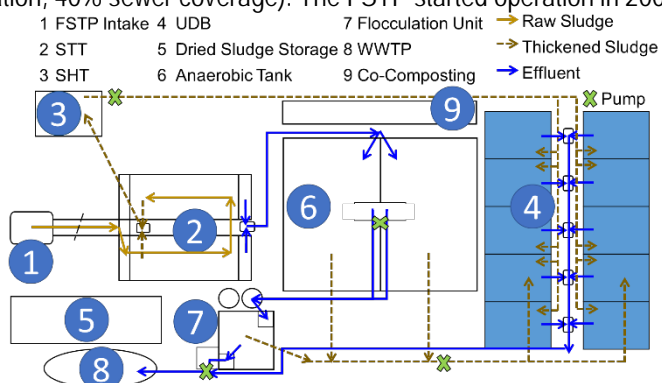 ation, 40% sewer coverage). The FSTP started operation in 200
1 FSTP Intake 4 UDB 7 Flocculation Unit Raw Sludge
2 STT 5 Dried Sludge Storage 8 WWTP Thickened Sludge
3 SHT 6 Anaerobic Tank 9 Co-Composting Effluent
Pump
3
9
6
4
2
1
5
7
8